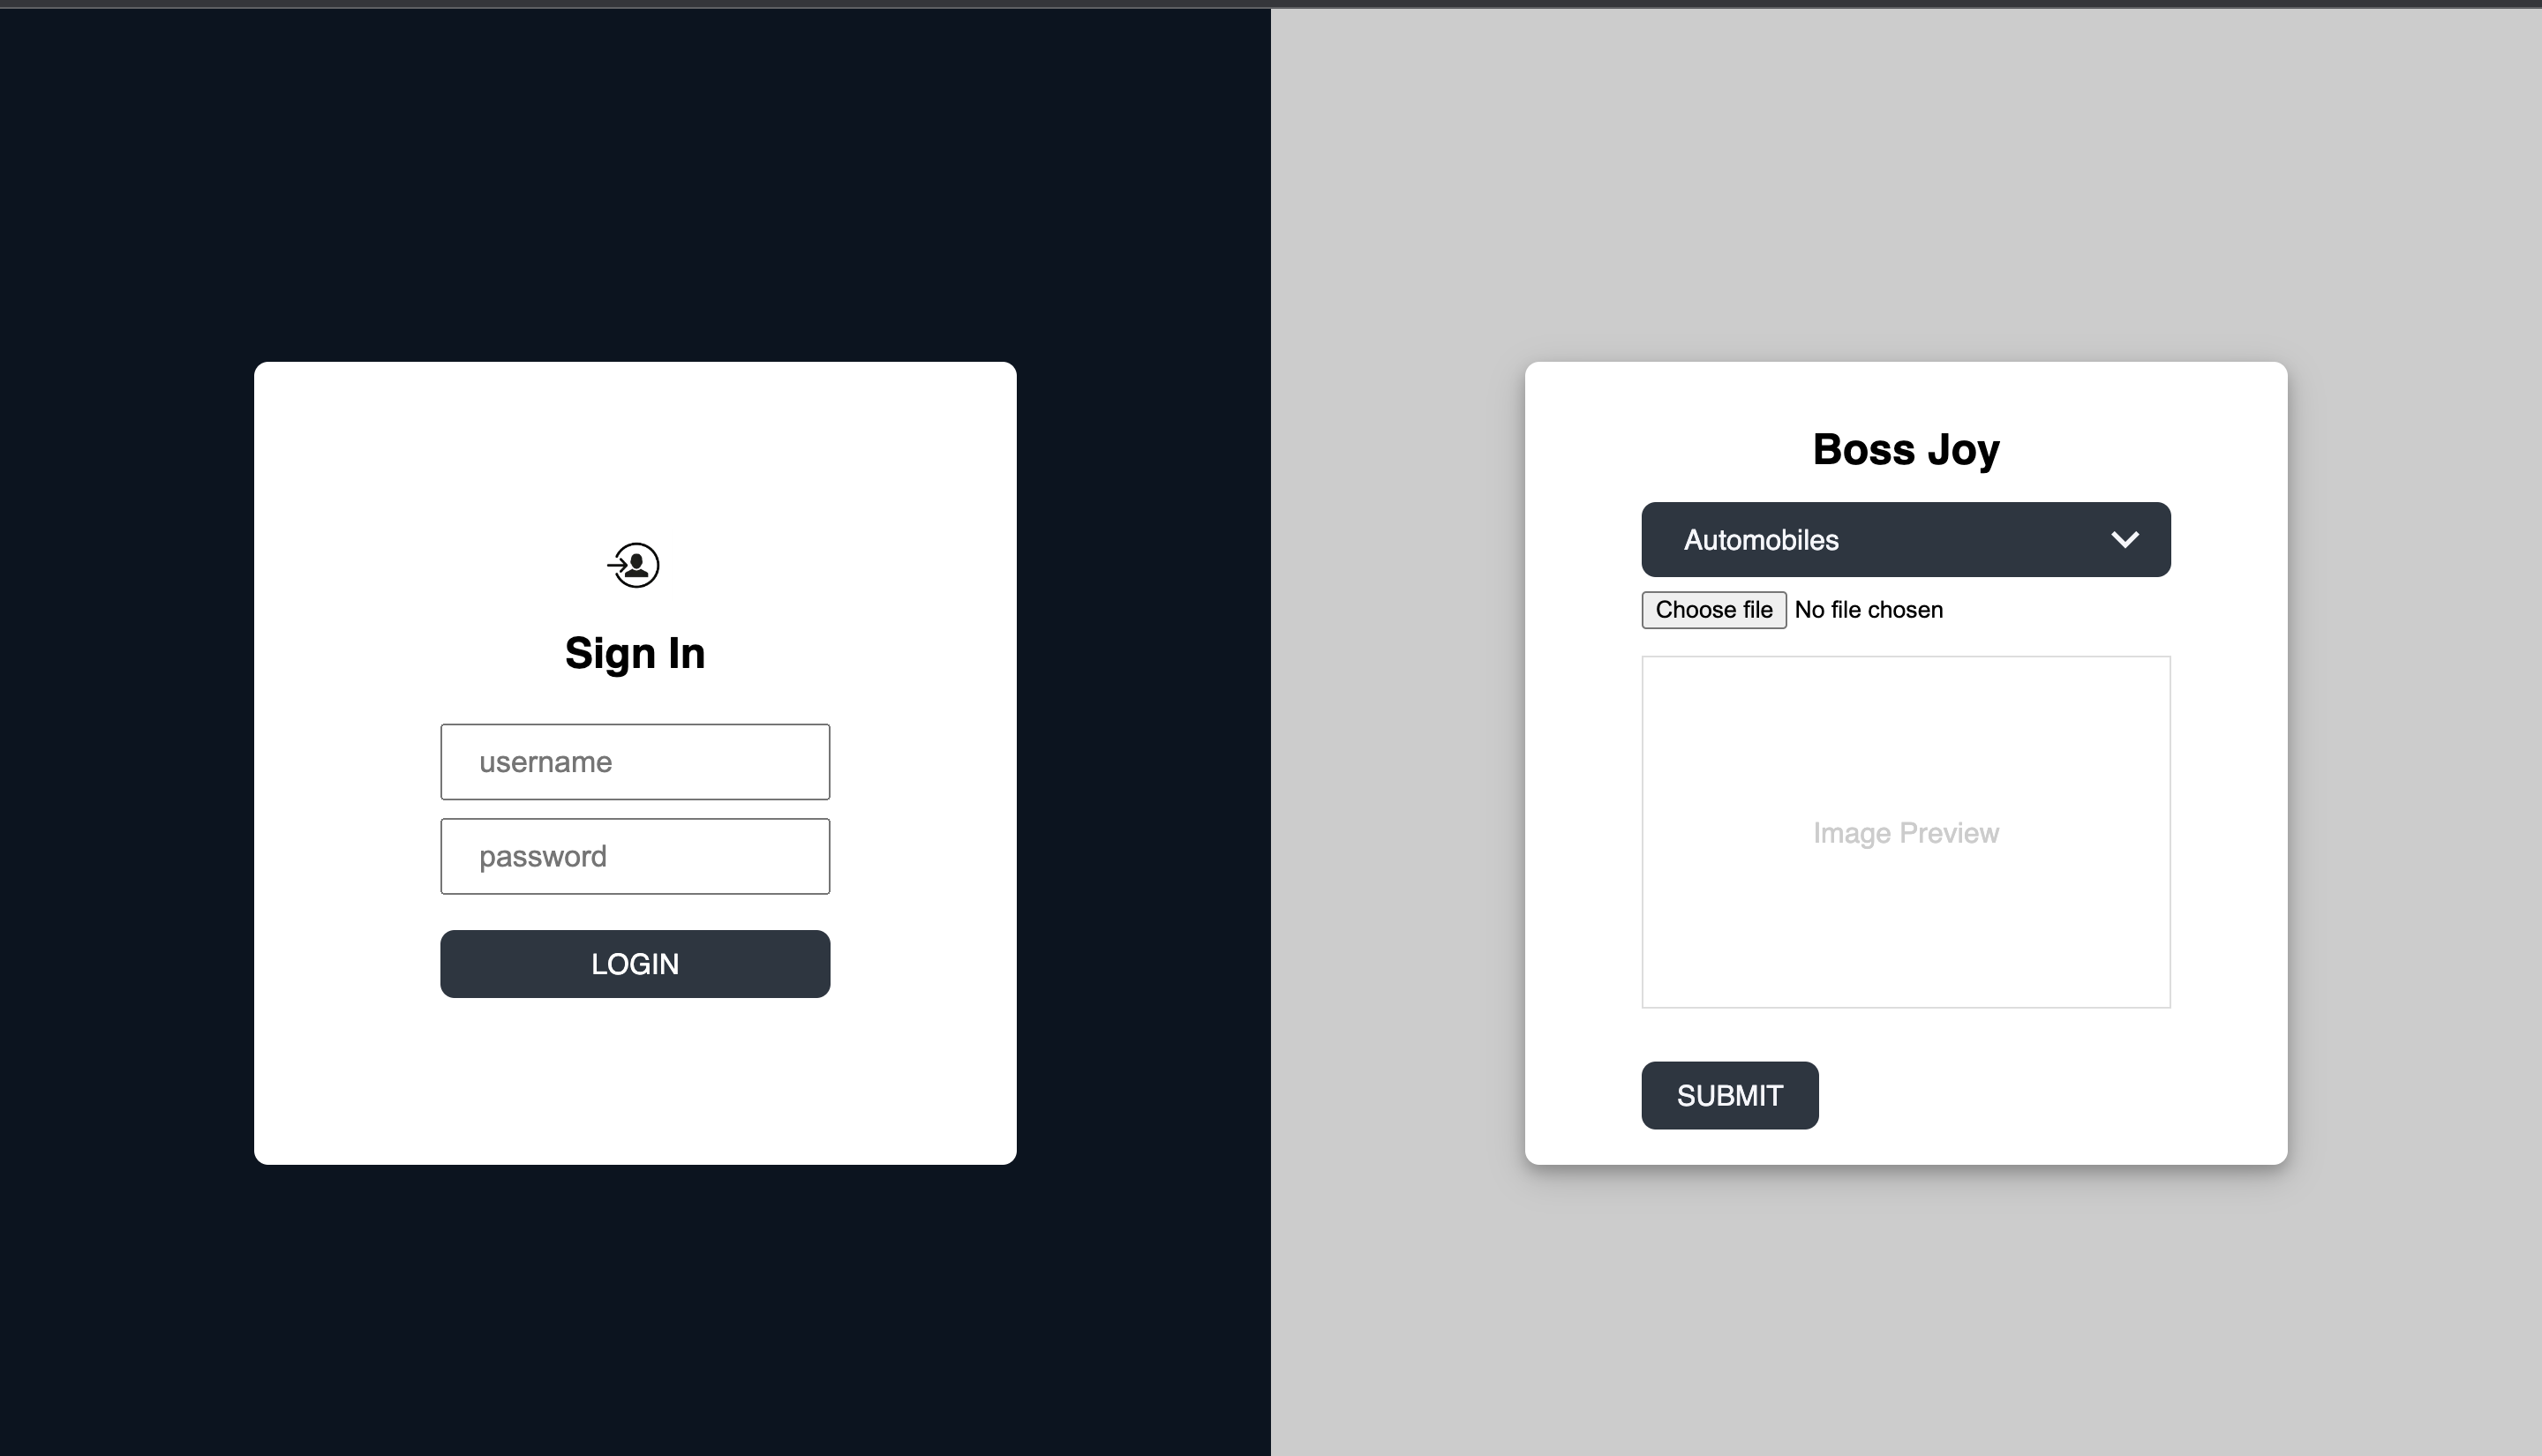 Sign In
username
password
LOGIN
Boss Joy
Automobiles
Choose file No file chosen
Image Preview
SUBMIT